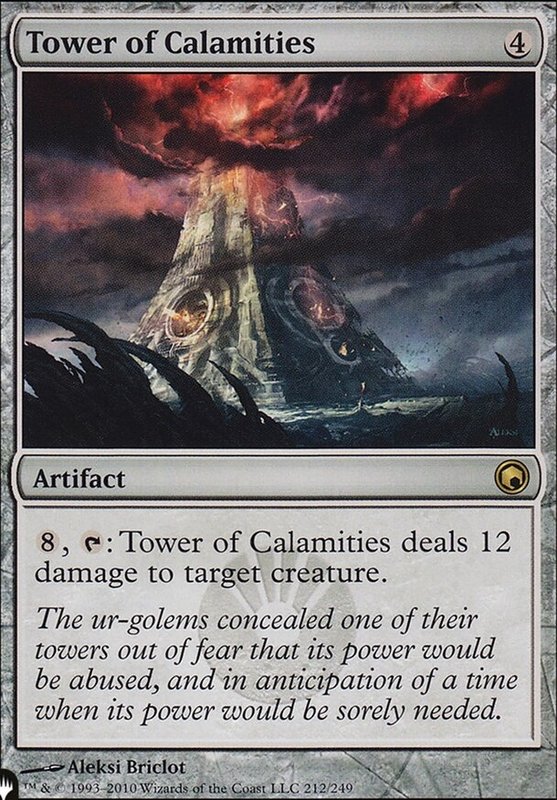 Tower of Calamities 4
ALEKSI
Artifact
8, : Tower of Calamities deals 12
damage to target creature.
The ur-golems concealed one of their
towers out of fear that its power would
be abused, and in anticipation of a time
when its power would be sorely needed.
Aleksi Briclot
™ & © 1993–2010 Wizards of the Coast LLC 212/249